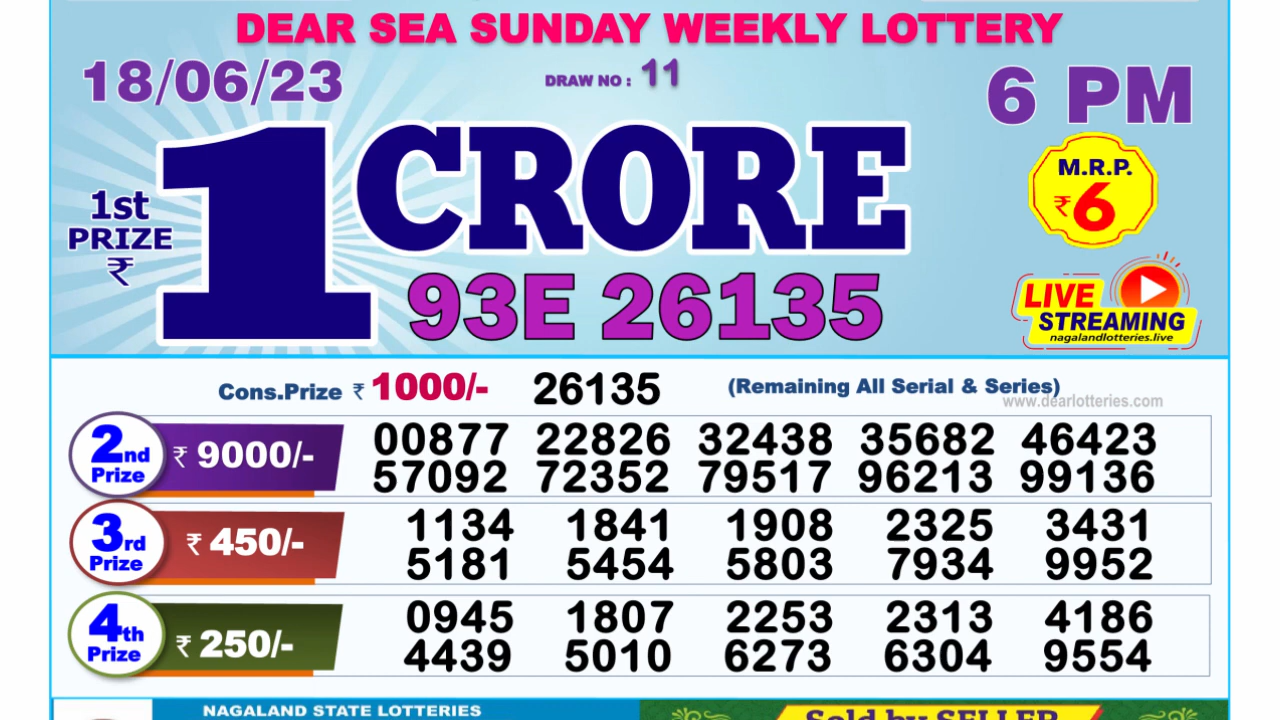 DEAR SEA SUNDAY WEEKLY LOTTERY
18/06/23
DRAW NO : 11
6 PM
1st
PRIZE
₹
1 CRORE
M.R.P.
₹6
93E 26135
LIVE
STREAMING
nagalandlotteries.live
Cons.Prize ₹ 1000/- 26135 (Remaining All Serial & Series)
www.dearlotteries.com
2nd
Prize
₹ 9000/-
00877 22826 32438 35682 46423
57092 72352 79517 96213 99136
3rd
Prize
₹ 450/-
1134 1841 1908 2325 3431
5181 5454 5803 7934 9952
4th
Prize
₹ 250/-
0945 1807 2253 2313 4186
4439 5010 6273 6304 9554
NAGALAND STATE LOTTERIES
Sold by SELLER